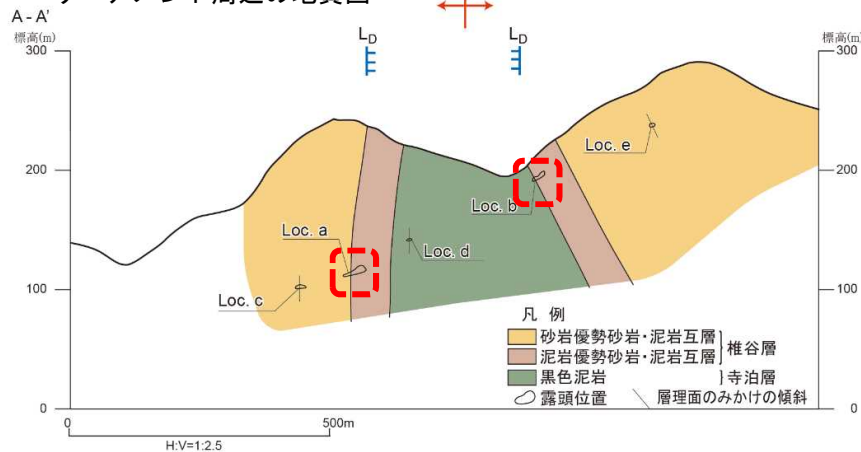 A - A'
標高(m)
標高(m)
L_D
L_D
300
300
200
200
100
100
0
0
Loc. e
Loc. b
Loc. a
Loc. d
Loc. c
凡 例
砂岩優勢砂岩・泥岩互層
泥岩優勢砂岩・泥岩互層
椎谷層
黒色泥岩
寺泊層
露頭位置
層理面のみかけの傾斜
0
500m
H:V=1:2.5